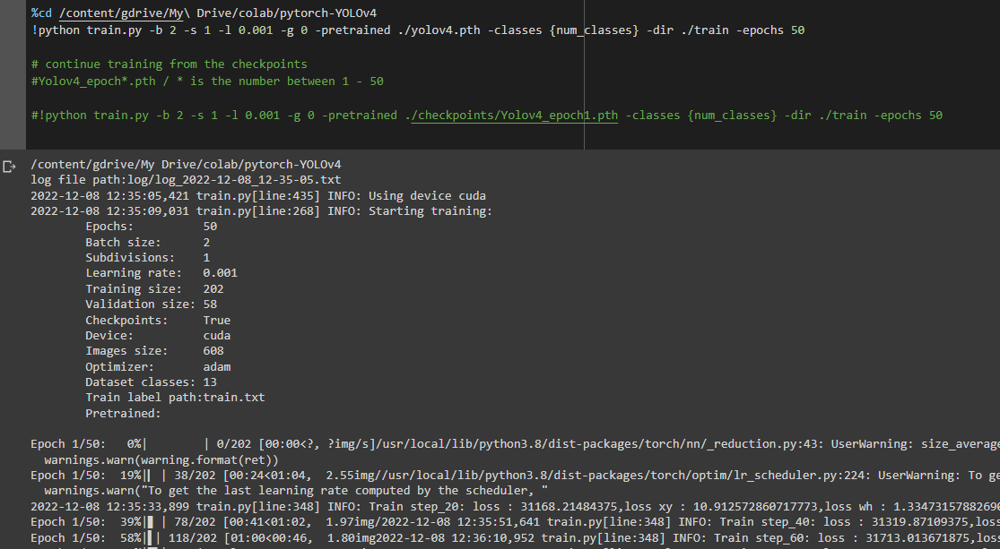 %cd /content/gdrive/My\ Drive/colab/pytorch-YOLOv4
!python train.py -b 2 -s 1 -l 0.001 -g 0 -pretrained ./yolov4.pth -classes {num_classes} -dir ./train -epochs 50
# continue training from the checkpoints
#Yolov4_epoch*.pth / * is the number between 1 - 50
#!python train.py -b 2 -s 1 -l 0.001 -g 0 -pretrained ./checkpoints/Yolov4_epoch1.pth -classes {num_classes} -dir ./train -epochs 50
/content/gdrive/My Drive/colab/pytorch-YOLOv4
log file path:log/log_2022-12-08_12-35-05.txt
2022-12-08 12:35:05,421 train.py[line:435] INFO: Using device cuda
2022-12-08 12:35:09,031 train.py[line:268] INFO: Starting training:
Epochs: 50
Batch size: 2
Subdivisions: 1
Learning rate: 0.001
Training size: 202
Validation size: 58
Checkpoints: True
Device: cuda
Images size: 608
Optimizer: adam
Dataset classes: 13
Train label path:train.txt
Pretrained:
Epoch 1/50: 0%| | 0/202 [00:00<?, ?img/s]/usr/local/lib/python3.8/dist-packages/torch/nn/_reduction.py:43: UserWarning: size_average
warnings.warn(warning.format(ret))
Epoch 1/50: 19%| | 38/202 [00:24<01:04, 2.55img//usr/local/lib/python3.8/dist-packages/torch/optim/lr_scheduler.py:224: UserWarning: To ge
warnings.warn("To get the last learning rate computed by the scheduler, "
2022-12-08 12:35:33,899 train.py[line:348] INFO: Train step_20: loss : 31168.21484375,loss xy : 10.912572860717773,loss wh : 1.3347315788269
Epoch 1/50: 39%| | 78/202 [00:41<01:02, 1.97img/2022-12-08 12:35:51,641 train.py[line:348] INFO: Train step_40: loss : 31319.87109375,loss
Epoch 1/50: 58%| | 118/202 [01:00<00:46, 1.80img2022-12-08 12:36:10,952 train.py[line:348] INFO: Train step_60: loss : 31713.013671875,los